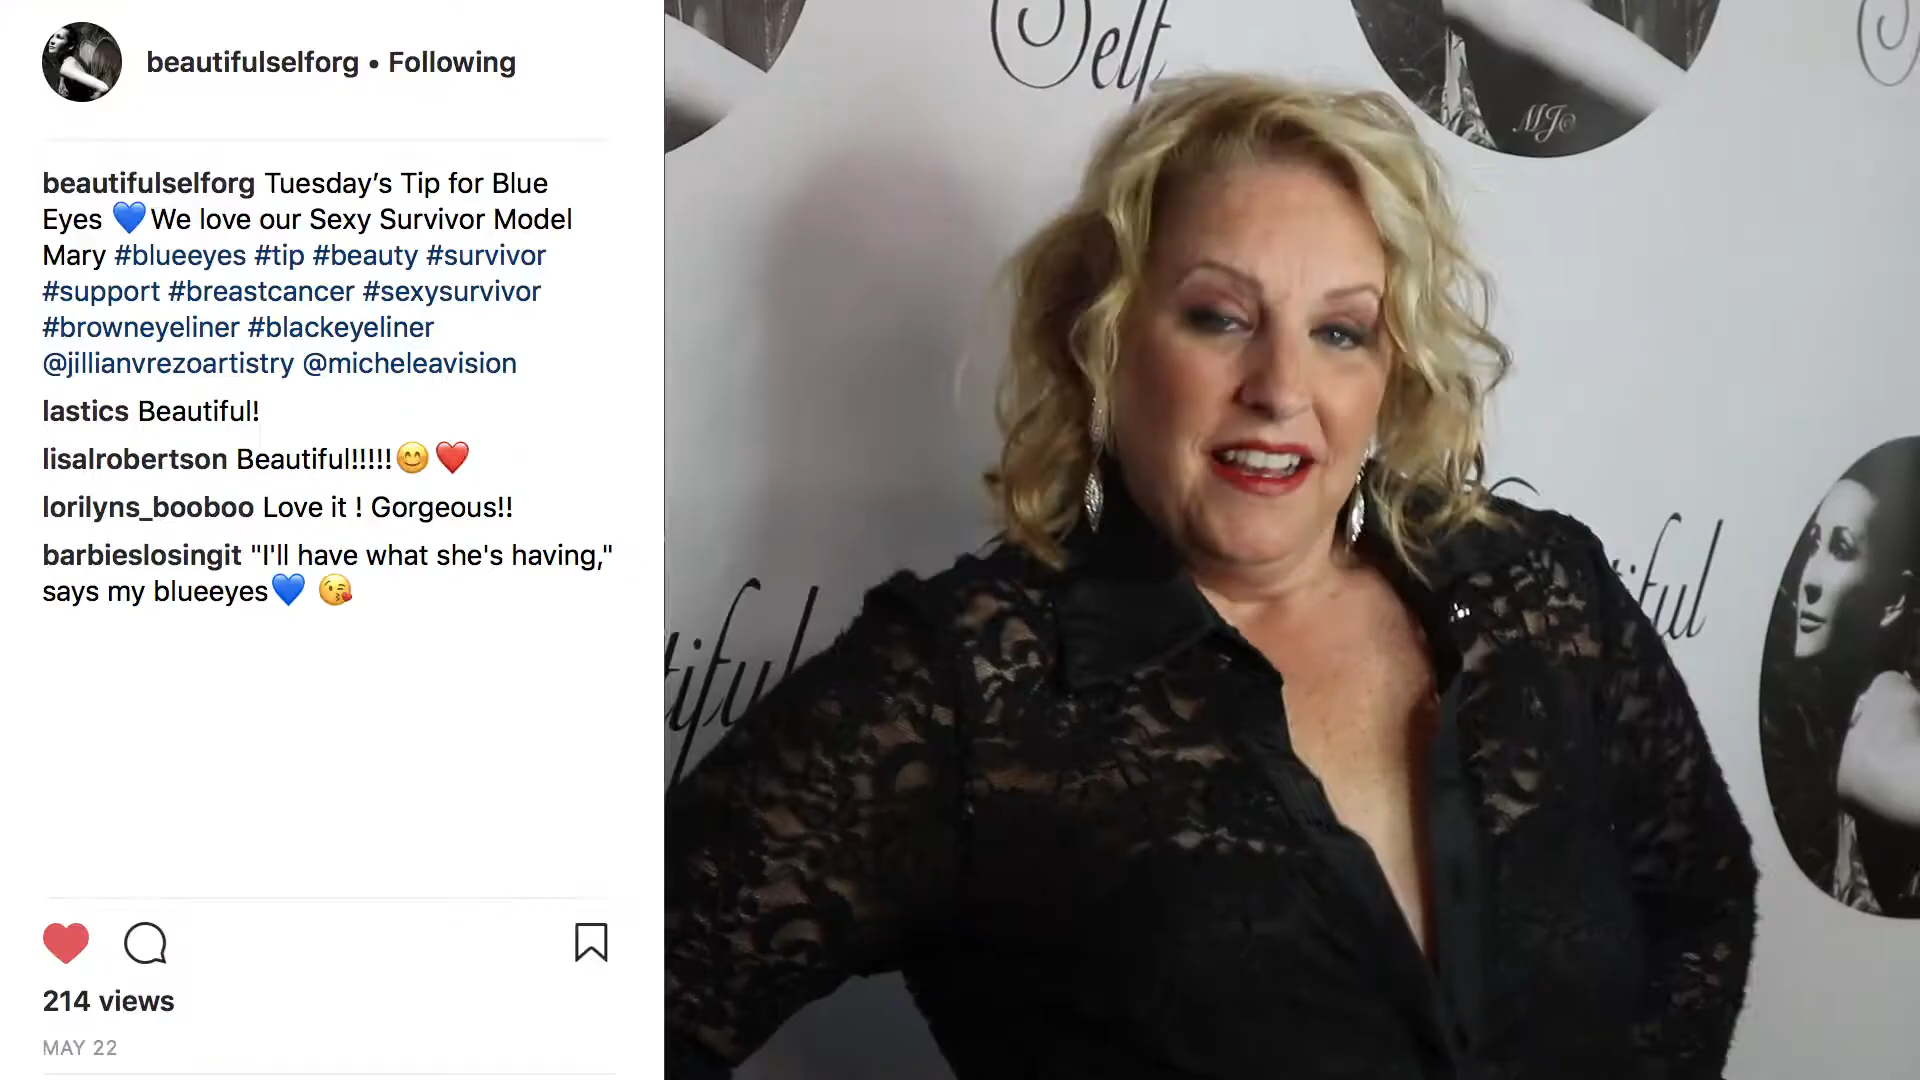 beautifulselforg • Following
beautifulselforg Tuesday’s Tip for Blue
Eyes 💙We love our Sexy Survivor Model
Mary #blueeyes #tip #beauty #survivor
#support #breastcancer #sexysurvivor
#browneyeliner #blackeyeliner
@jillianvrezoartistry @micheleavision
lastics Beautiful!
lisalrobertson Beautiful!!!!!😊❤️
lorilyns_booboo Love it ! Gorgeous!!
barbieslosingit "I'll have what she's having,"
says my blueeyes💙 😘
214 views
MAY 22
Self
MJ©
tiful
iful